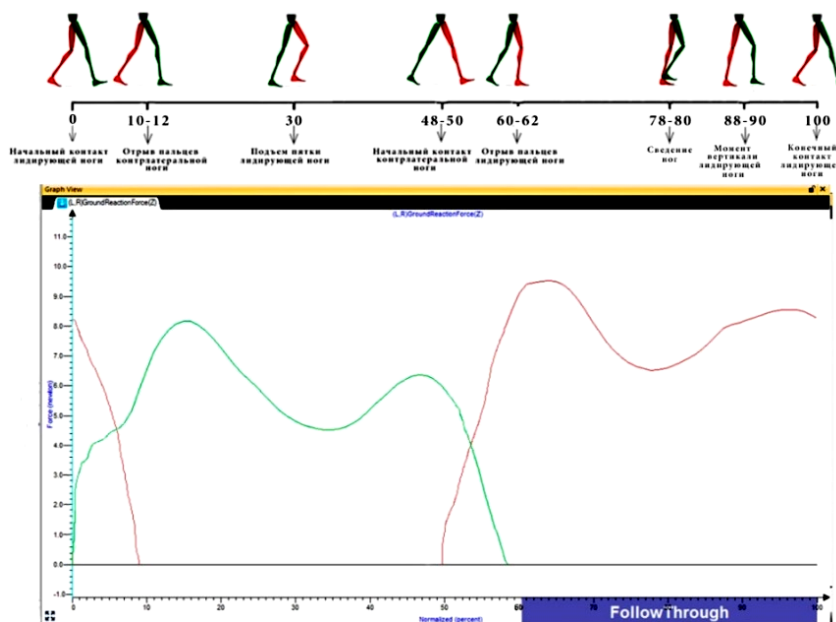 0
10-12
30
48-50
60-62
78-80
88-90
100
Начальный контакт
лидирующей ноги
Отрыв пальцев
контрлатеральной
ноги
Подъем пятки
лидирующей ноги
Начальный контакт
контрлатеральной
ноги
Отрыв пальцев
лидирующей ноги
Сведение
ног
Момент
вертикали
лидирующей
ноги
Конечный
контакт
лидирующе
ноги
Graph View
(L,R)GroundReactionForce(Z)
(L,R)GroundReactionForce(Z)
Force (newton)
11.0
10.0
9.0
8.0
7.0
6.0
5.0
4.0
3.0
2.0
1.0
0.0
-1.0
0
10
20
30
40
50
60
70
80
90
100
Normalized (percent)
FollowThrough